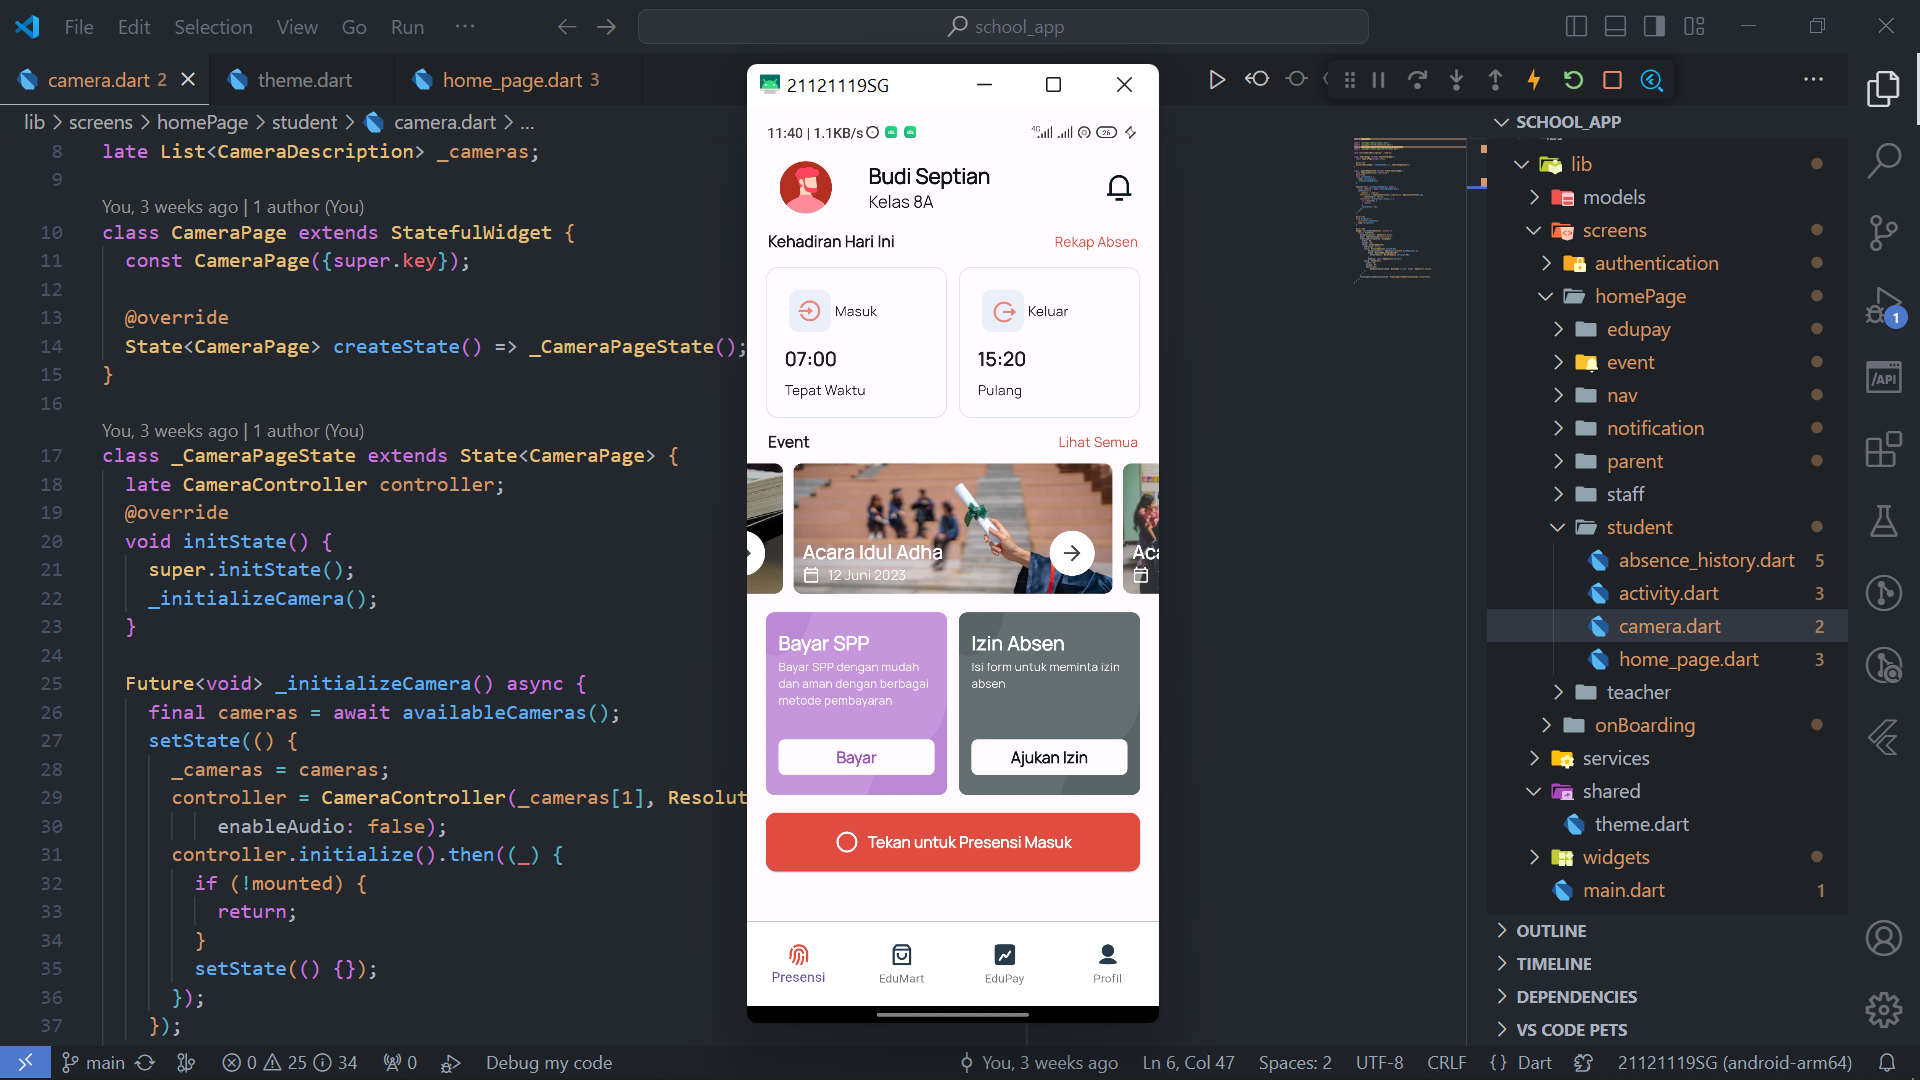 File Edit Selection View Go Run ...
school_app
camera.dart 2
theme.dart
home_page.dart 3
lib > screens > homePage > student > camera.dart > ...
8 late List<CameraDescription> _cameras;
9
You, 3 weeks ago | 1 author (You)
10 class CameraPage extends StatefulWidget {
11 const CameraPage({super.key});
12
13 @override
14 State<CameraPage> createState() => _CameraPageState();
15 }
16
You, 3 weeks ago | 1 author (You)
17 class _CameraPageState extends State<CameraPage> {
18 late CameraController controller;
19 @override
20 void initState() {
21 super.initState();
22 _initializeCamera();
23 }
24
25 Future<void> _initializeCamera() async {
26 final cameras = await availableCameras();
27 setState(() {
28 _cameras = cameras;
29 controller = CameraController(_cameras[1], Resolut
30 enableAudio: false);
31 controller.initialize().then((_) {
32 if (!mounted) {
33 return;
34 }
35 setState(() {});
36 });
37 });
21121119SG
11:40 | 1.1KB/s
4G
26
Budi Septian
Kelas 8A
Kehadiran Hari Ini
Rekap Absen
Masuk
07:00
Tepat Waktu
Keluar
15:20
Pulang
Event
Lihat Semua
Acara Idul Adha
12 Juni 2023
Aca
Bayar SPP
Bayar SPP dengan mudah
dan aman dengan berbagai
metode pembayaran
Bayar
Izin Absen
Isi form untuk meminta izin
absen
Ajukan Izin
Tekan untuk Presensi Masuk
Presensi
EduMart
EduPay
Profil
SCHOOL_APP
lib
models
screens
authentication
homePage
edupay
event
nav
notification
parent
staff
student
absence_history.dart 5
activity.dart 3
camera.dart 2
home_page.dart 3
teacher
onBoarding
services
shared
theme.dart
widgets
main.dart 1
OUTLINE
TIMELINE
DEPENDENCIES
VS CODE PETS
1
/API
main
0 25 34
0
Debug my code
You, 3 weeks ago
Ln 6, Col 47
Spaces: 2
UTF-8
CRLF
{ } Dart
21121119SG (android-arm64)